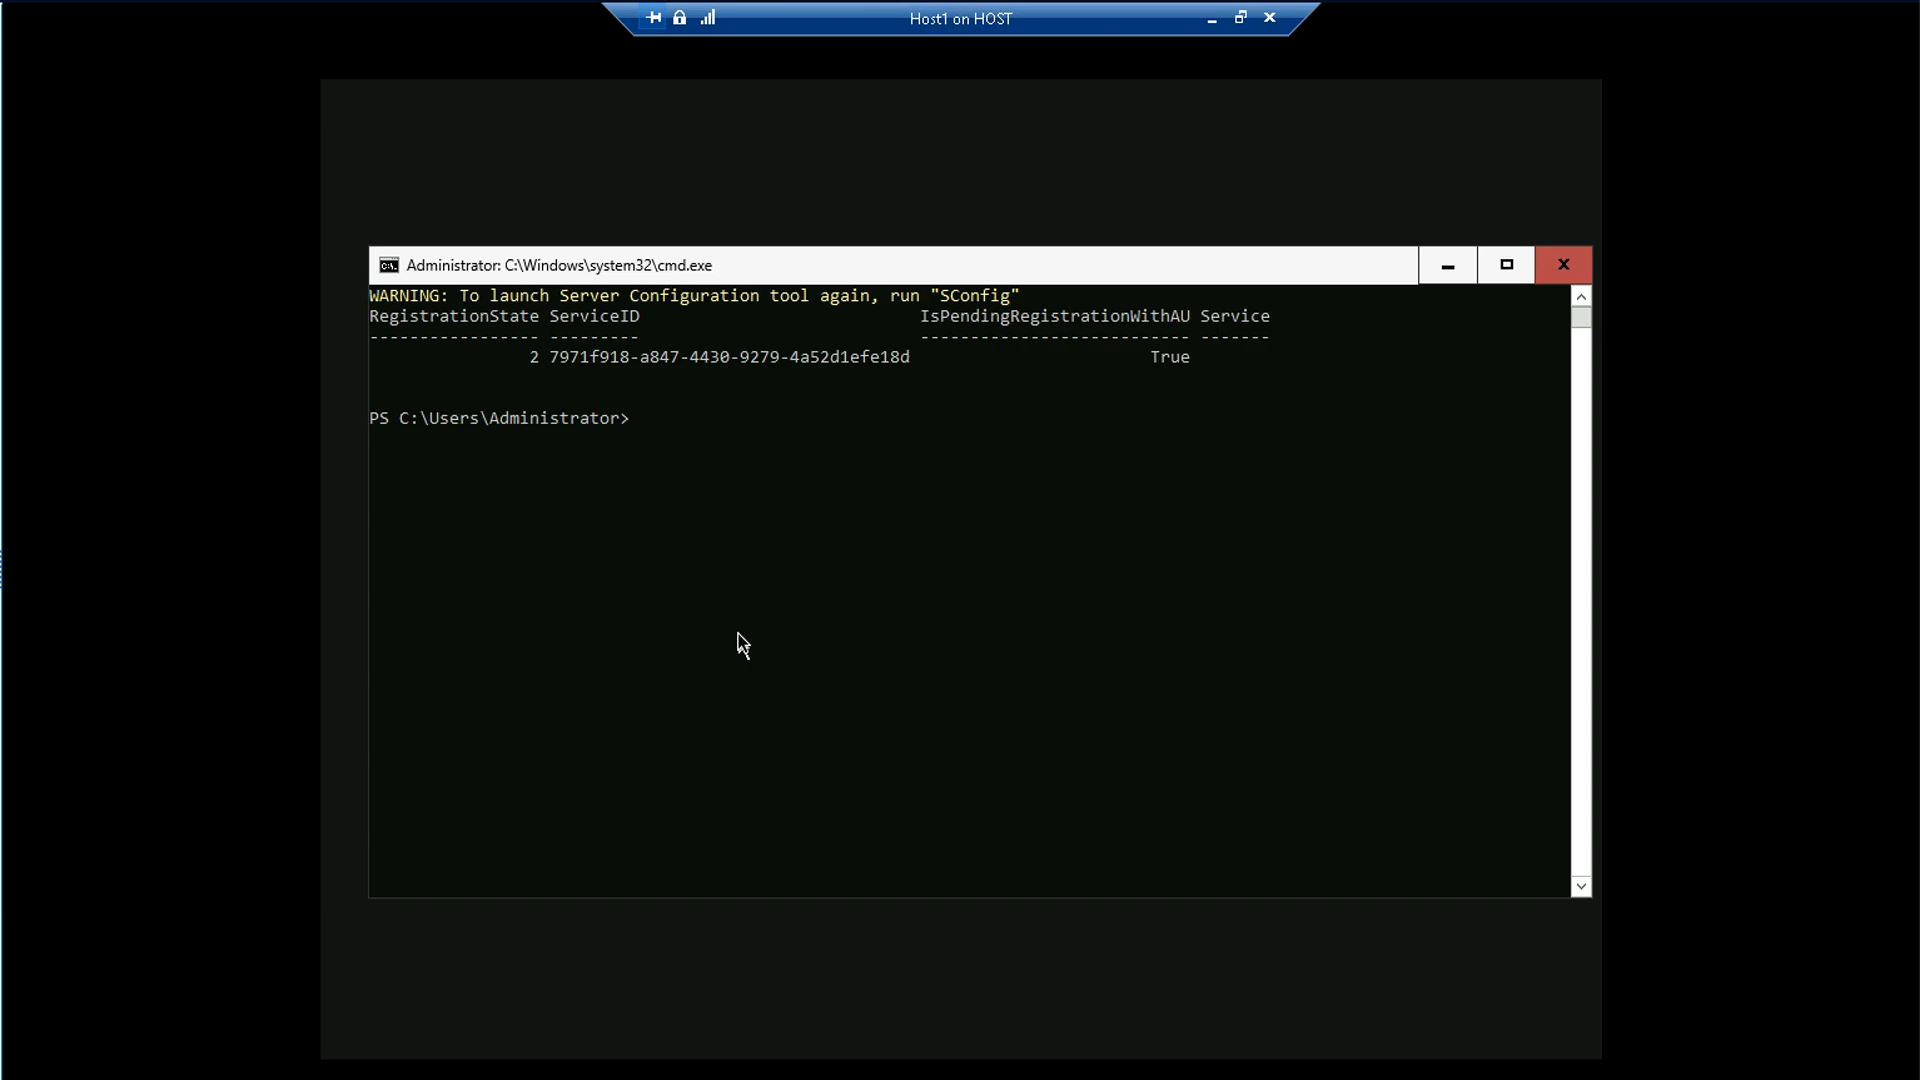 Host1 on HOST
Administrator: C:\Windows\system32\cmd.exe
WARNING: To launch Server Configuration tool again, run "SConfig"
RegistrationState ServiceID                            IsPendingRegistrationWithAU Service
----------------- ---------                            --------------------------- -------
                2 7971f918-a847-4430-9279-4a52d1efe18d                        True
PS C:\Users\Administrator>